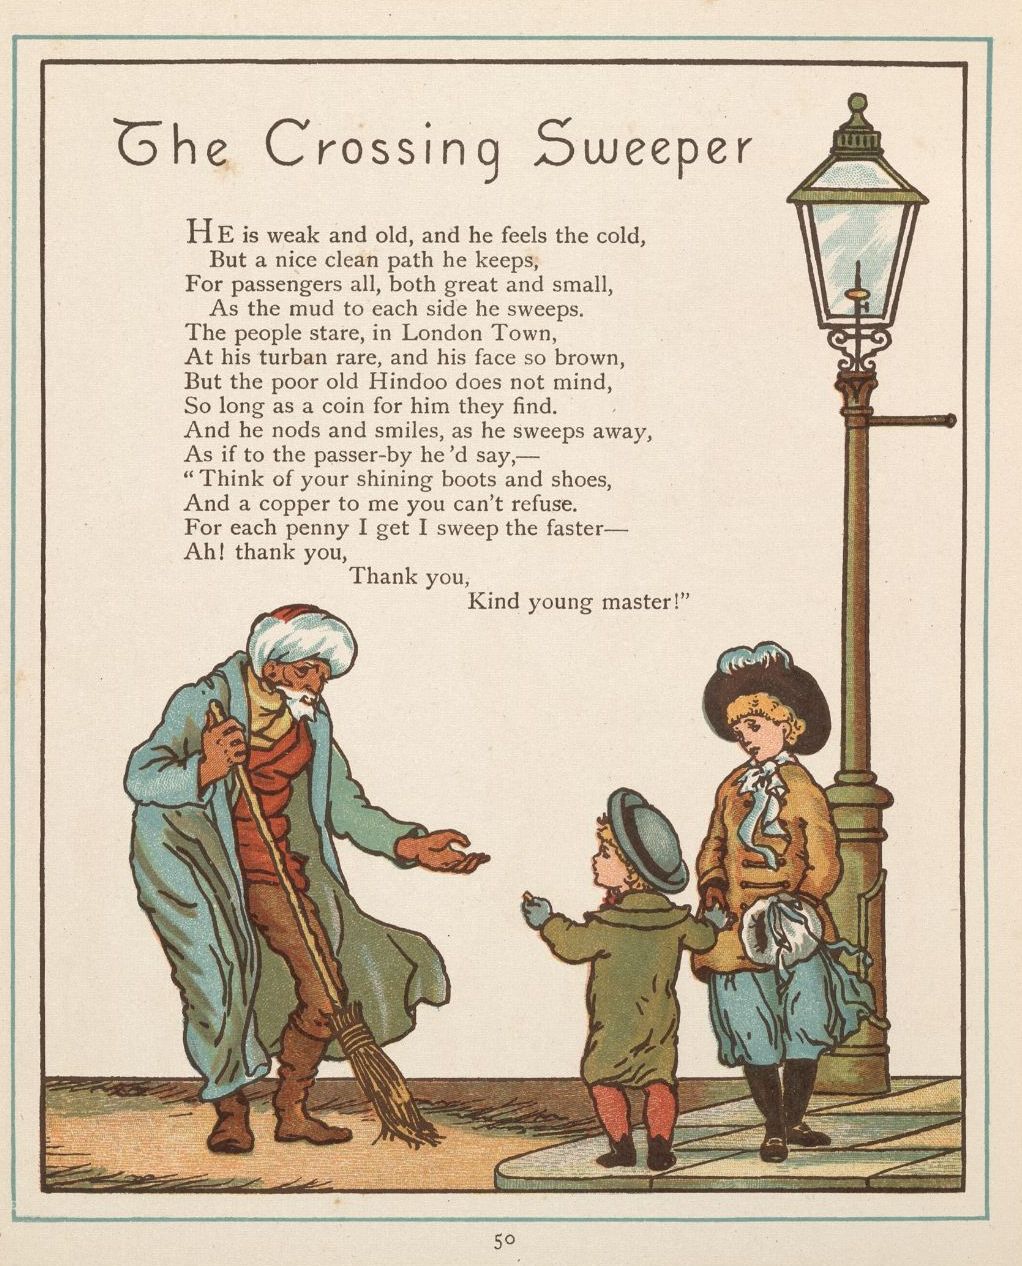 The Crossing Sweeper
HE is weak and old, and he feels the cold,
But a nice clean path he keeps,
For passengers all, both great and small,
As the mud to each side he sweeps.
The people stare, in London Town,
At his turban rare, and his face so brown,
But the poor old Hindoo does not mind,
So long as a coin for him they find.
And he nods and smiles, as he sweeps away,
As if to the passer-by he 'd say,—
“ Think of your shining boots and shoes,
And a copper to me you can't refuse.
For each penny I get I sweep the faster—
Ah! thank you,
Thank you,
Kind young master!”
50